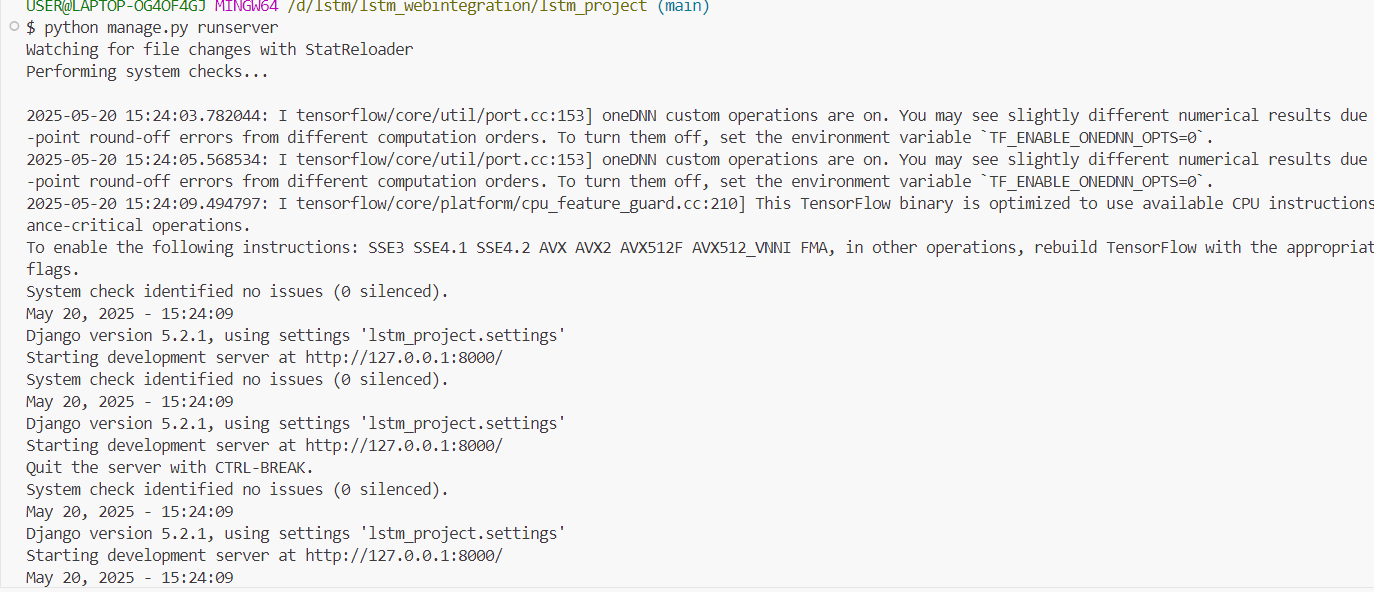 USER@LAPTOP-OG4OF4GJ MINGW64 /d/lstm/lstm_webintegration/lstm_project (main)
$ python manage.py runserver
Watching for file changes with StatReloader
Performing system checks...
2025-05-20 15:24:03.782044: I tensorflow/core/util/port.cc:153] oneDNN custom operations are on. You may see slightly different numerical results due
-point round-off errors from different computation orders. To turn them off, set the environment variable `TF_ENABLE_ONEDNN_OPTS=0`.
2025-05-20 15:24:05.568534: I tensorflow/core/util/port.cc:153] oneDNN custom operations are on. You may see slightly different numerical results due
-point round-off errors from different computation orders. To turn them off, set the environment variable `TF_ENABLE_ONEDNN_OPTS=0`.
2025-05-20 15:24:09.494797: I tensorflow/core/platform/cpu_feature_guard.cc:210] This TensorFlow binary is optimized to use available CPU instructions
ance-critical operations.
To enable the following instructions: SSE3 SSE4.1 SSE4.2 AVX AVX2 AVX512F AVX512_VNNI FMA, in other operations, rebuild TensorFlow with the appropriat
flags.
System check identified no issues (0 silenced).
May 20, 2025 - 15:24:09
Django version 5.2.1, using settings 'lstm_project.settings'
Starting development server at http://127.0.0.1:8000/
System check identified no issues (0 silenced).
May 20, 2025 - 15:24:09
Django version 5.2.1, using settings 'lstm_project.settings'
Starting development server at http://127.0.0.1:8000/
Quit the server with CTRL-BREAK.
System check identified no issues (0 silenced).
May 20, 2025 - 15:24:09
Django version 5.2.1, using settings 'lstm_project.settings'
Starting development server at http://127.0.0.1:8000/
May 20, 2025 - 15:24:09